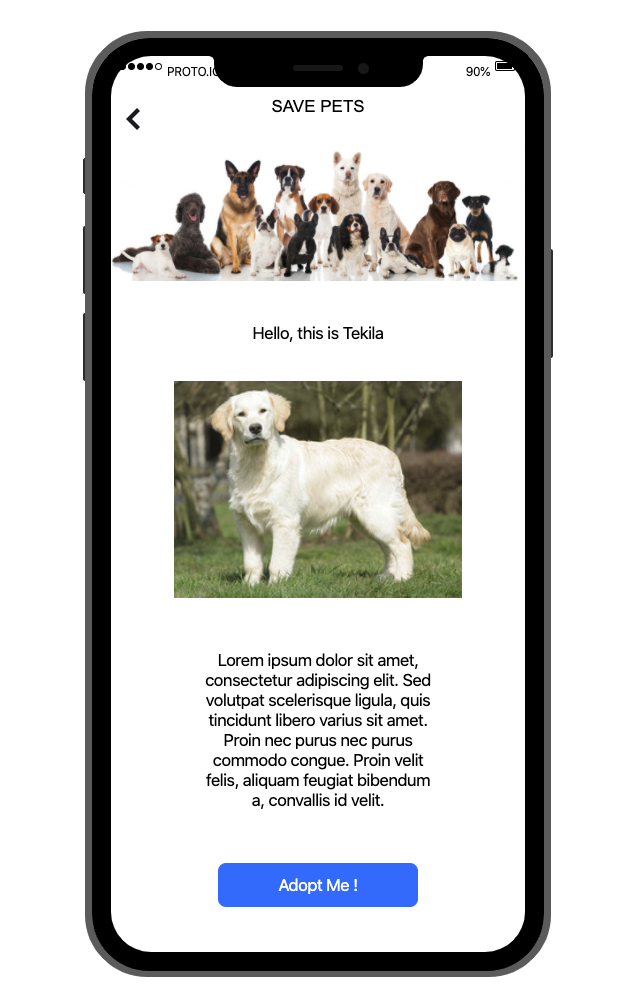 PROTO.IO
90%
SAVE PETS
Hello, this is Tekila
Lorem ipsum dolor sit amet,
consectetur adipiscing elit. Sed
volutpat scelerisque ligula, quis
tincidunt libero varius sit amet.
Proin nec purus nec purus
commodo congue. Proin velit
felis, aliquam feugiat bibendum
a, convallis id velit.
Adopt Me !